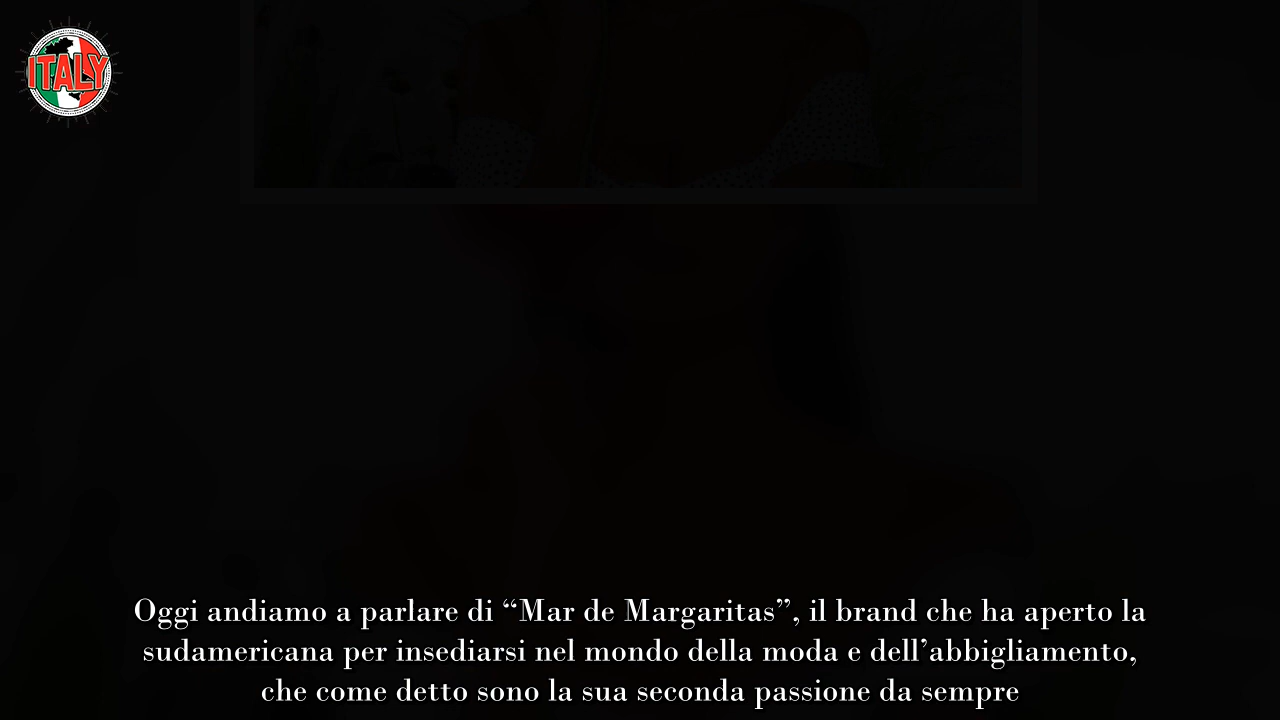 ITALY
Oggi andiamo a parlare di “Mar de Margaritas”, il brand che ha aperto la
sudamericana per insediarsi nel mondo della moda e dell’abbigliamento,
che come detto sono la sua seconda passione da sempre